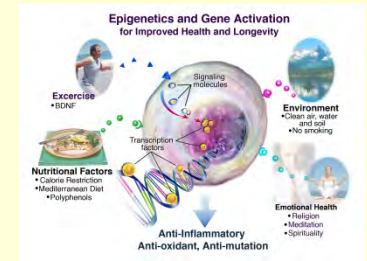 Epigenetics and Gene Activation
for Improved Health and Longevity
Excercise
•BDNF
Signaling
molecules
Environment
•Clean air, water
and soil
•No smoking
Transcription
factors
Nutritional Factors
•Calorie Restriction
•Mediterranean Diet
•Polyphenols
Emotional Health
•Religion
•Meditation
•Spirituality
Anti-Inflammatory
Anti-oxidant, Anti-mutation